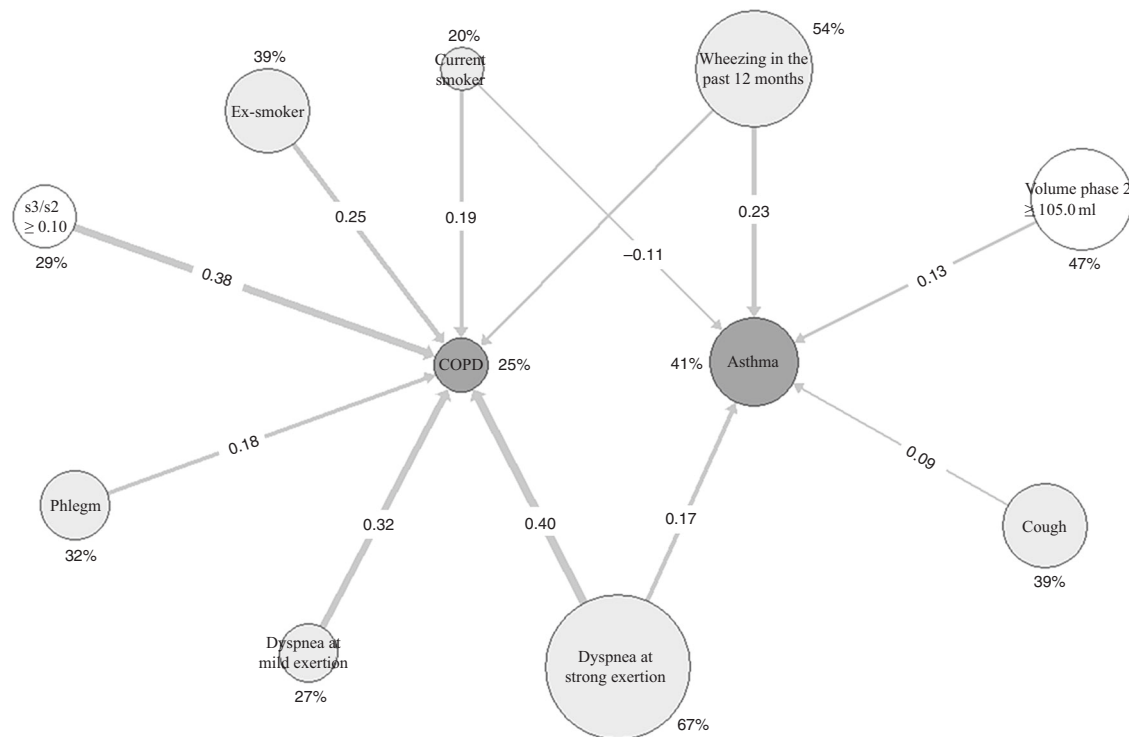 20%
54%
39%
Current
smoker
Wheezing in the
past 12 months
Ex-smoker
s3/s2
≥ 0.10
29%
Volume phase 2
≥ 105.0 ml
47%
0.25
0.19
0.23
–0.11
0.38
0.13
COPD
25%
41%
Asthma
0.18
0.09
Phlegm
32%
0.32
0.40
0.17
Cough
39%
Dyspnea at
mild exertion
27%
Dyspnea at
strong exertion
67%